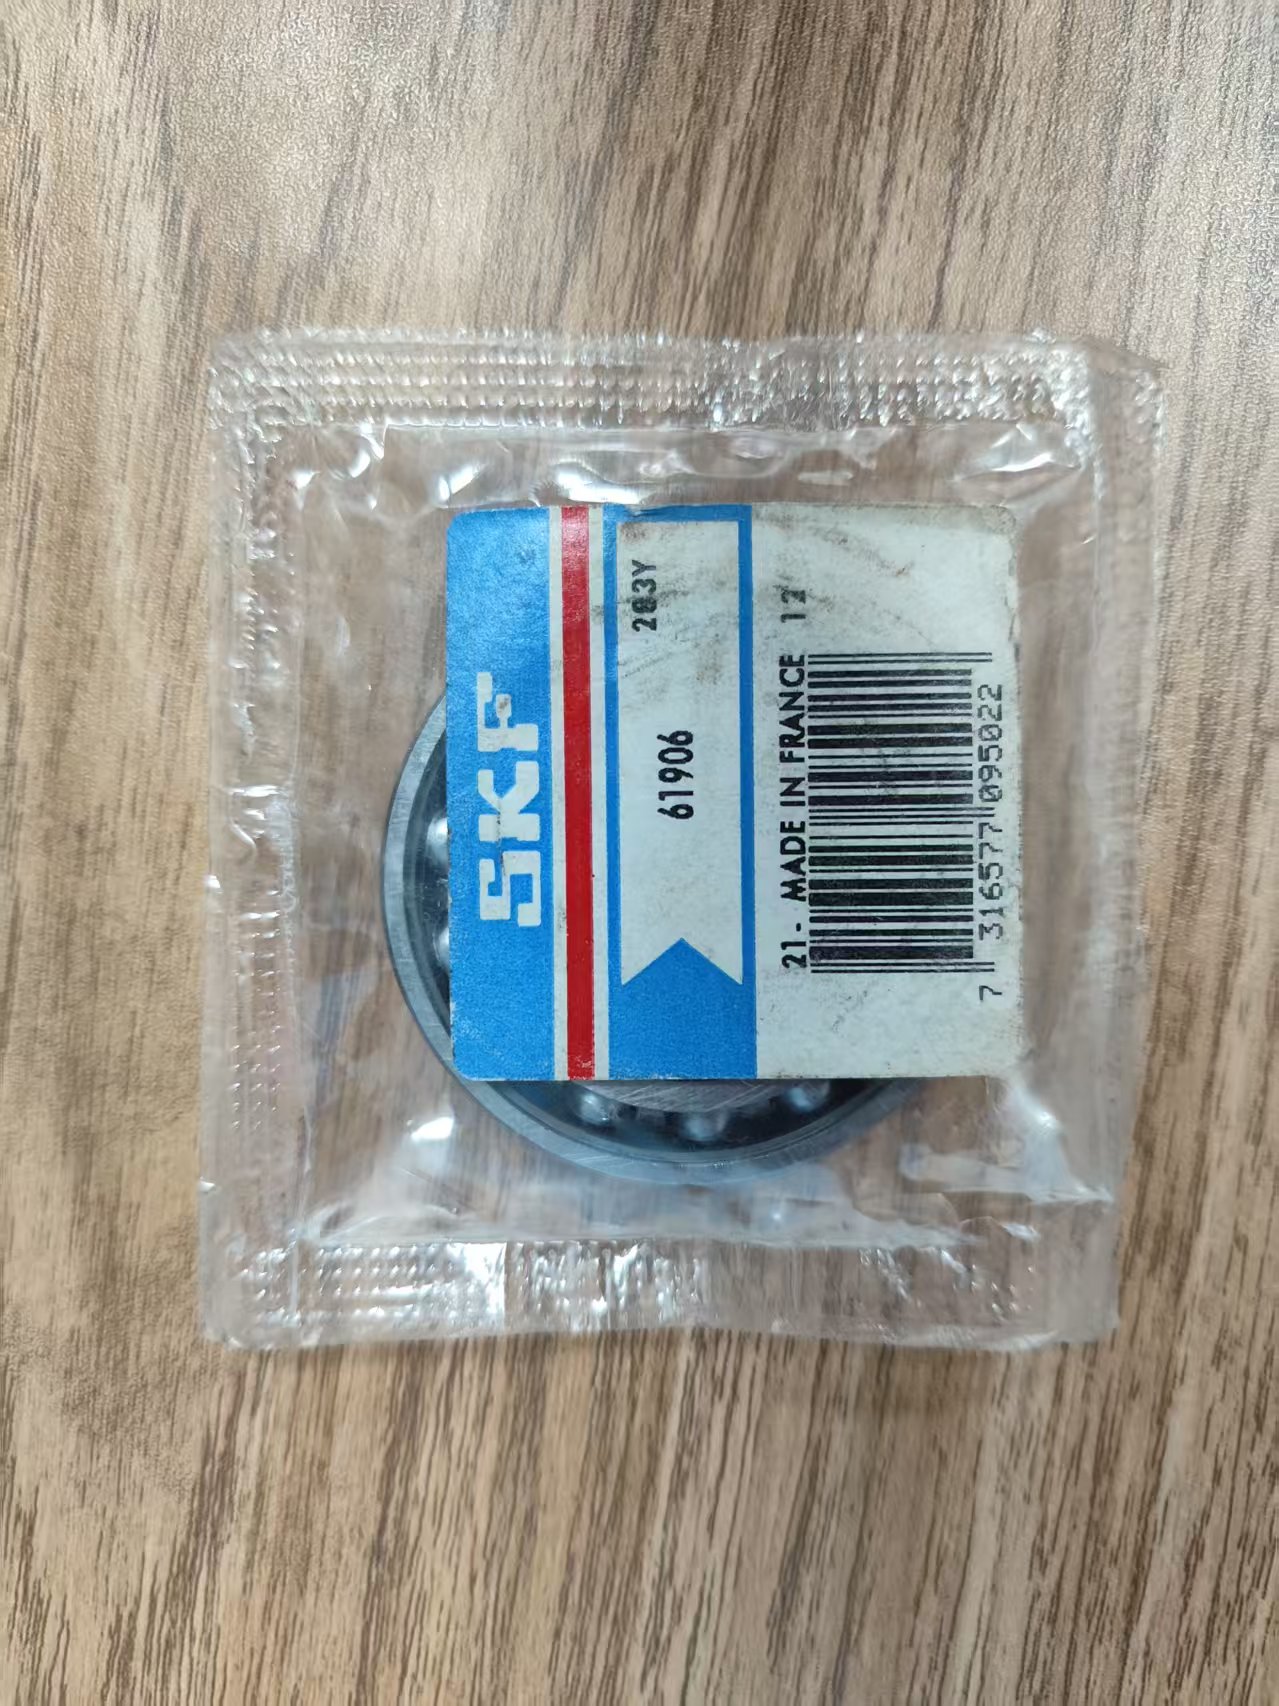 SKF
203Y
61906
21- MADE IN FRANCE 12
7 316577 095022